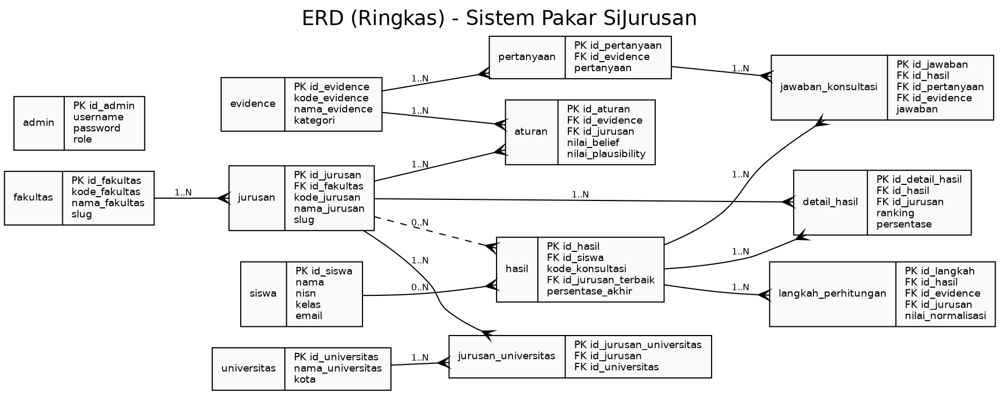 ERD (Ringkas) - Sistem Pakar SiJurusan
admin
PK id_admin
username
password
role
fakultas
PK id_fakultas
kode_fakultas
nama_fakultas
slug
1..N
evidence
PK id_evidence
kode_evidence
nama_evidence
kategori
1..N
1..N
jurusan
PK id_jurusan
FK id_fakultas
kode_jurusan
nama_jurusan
slug
1..N
1..N
0..N
1..N
siswa
PK id_siswa
nama
nisn
kelas
email
0..N
universitas
PK id_universitas
nama_universitas
kota
1..N
pertanyaan
PK id_pertanyaan
FK id_evidence
pertanyaan
1..N
aturan
PK id_aturan
FK id_evidence
FK id_jurusan
nilai_belief
nilai_plausibility
hasil
PK id_hasil
FK id_siswa
kode_konsultasi
FK id_jurusan_terbaik
persentase_akhir
1..N
1..N
1..N
jurusan_universitas
PK id_jurusan_universitas
FK id_jurusan
FK id_universitas
jawaban_konsultasi
PK id_jawaban
FK id_hasil
FK id_pertanyaan
FK id_evidence
jawaban
detail_hasil
PK id_detail_hasil
FK id_hasil
FK id_jurusan
ranking
persentase
langkah_perhitungan
PK id_langkah
FK id_hasil
FK id_evidence
FK id_jurusan
nilai_normalisasi